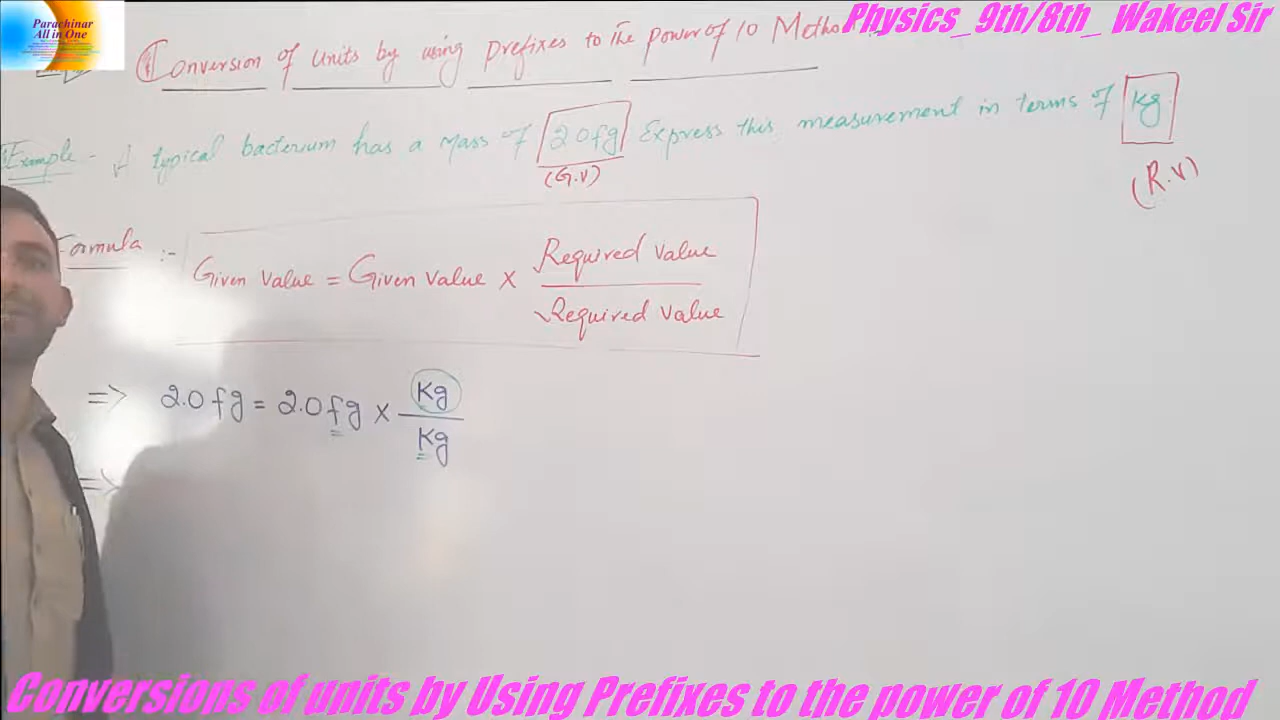 Parachinar
All in One
Physics_9th/8th_ Wakeel Sir
Conversion of units by using prefixes to the power of 10 Metho
Example - A typical bacterium has a Mass of 2.0fg Express this measurement in terms of kg
(G.V)
(R.V)
Formula :-
Given Value = Given Value × Required Value
Required Value
=> 2.0 fg = 2.0 fg × Kg
Kg
=>
Conversions of units by Using Prefixes to the power of 10 Method